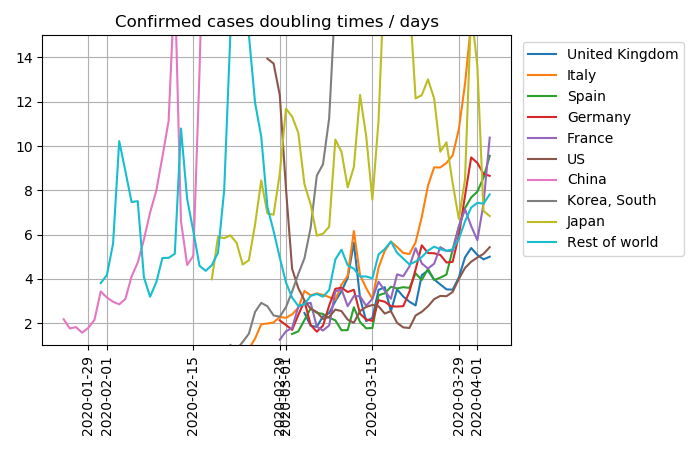 Confirmed cases doubling times / days
14
12
10
8
6
4
2
2020-01-29
2020-02-01
2020-02-15
2020-02-29
2020-03-01
2020-03-15
2020-03-29
2020-04-01
United Kingdom
Italy
Spain
Germany
France
US
China
Korea, South
Japan
Rest of world